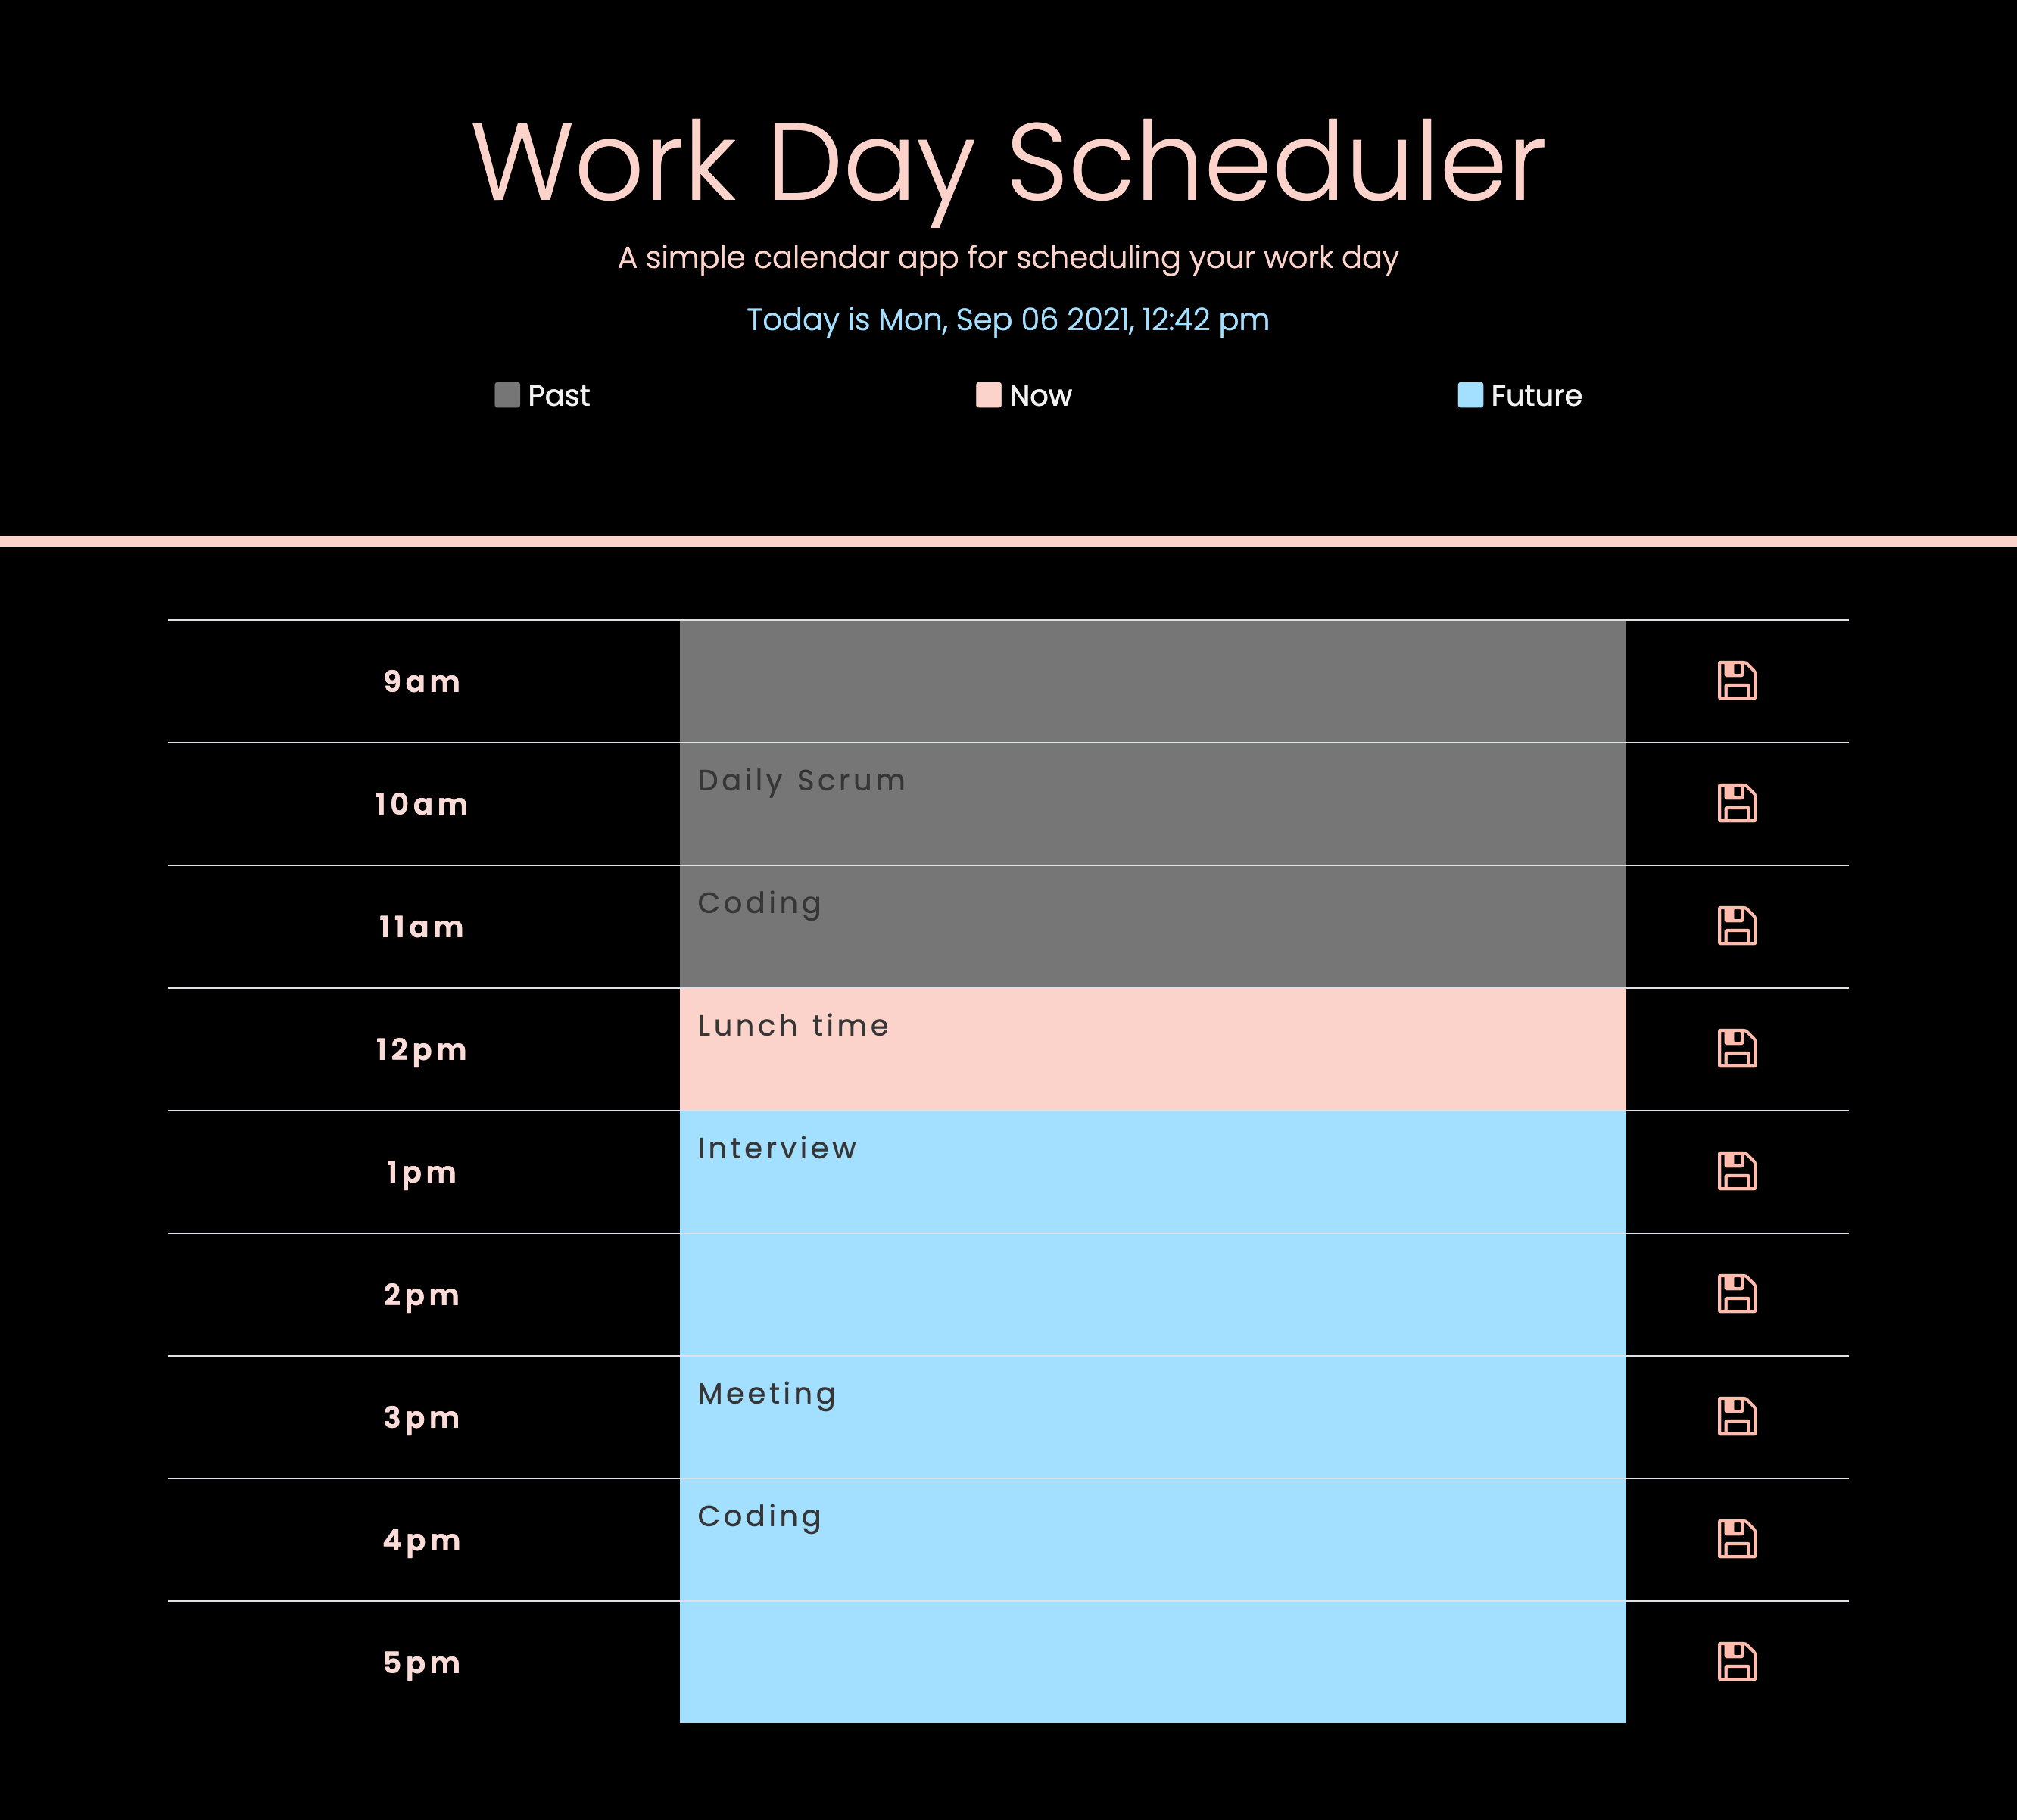 Work Day Scheduler
A simple calendar app for scheduling your work day
Today is Mon, Sep 06 2021, 12:42 pm
Past Now Future
9am
10am Daily Scrum
11am Coding
12pm Lunch time
1pm Interview
2pm
3pm Meeting
4pm Coding
5pm